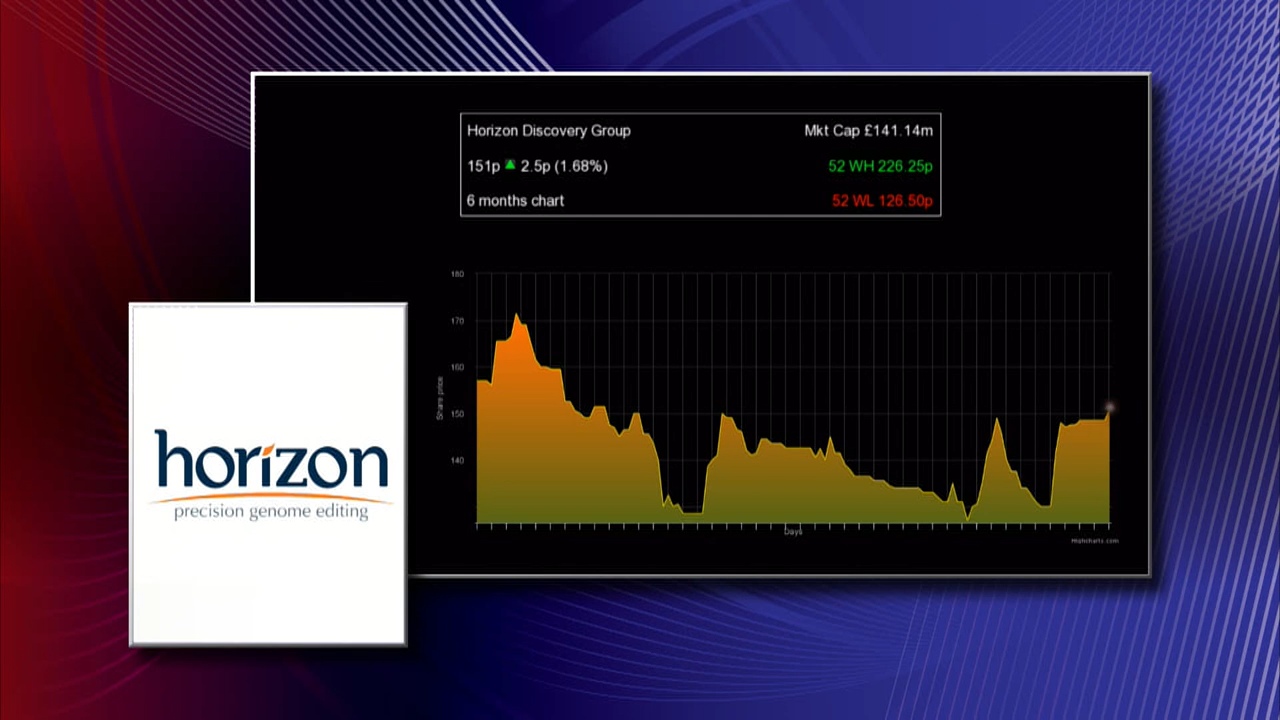 Horizon Discovery Group
Mkt Cap £141.14m
151p ▲ 2.5p (1.68%)
52 WH 226.25p
6 months chart
52 WL 126.50p
180
170
160
150
140
Share price
Days
Highcharts.com
horizon
precision genome editing